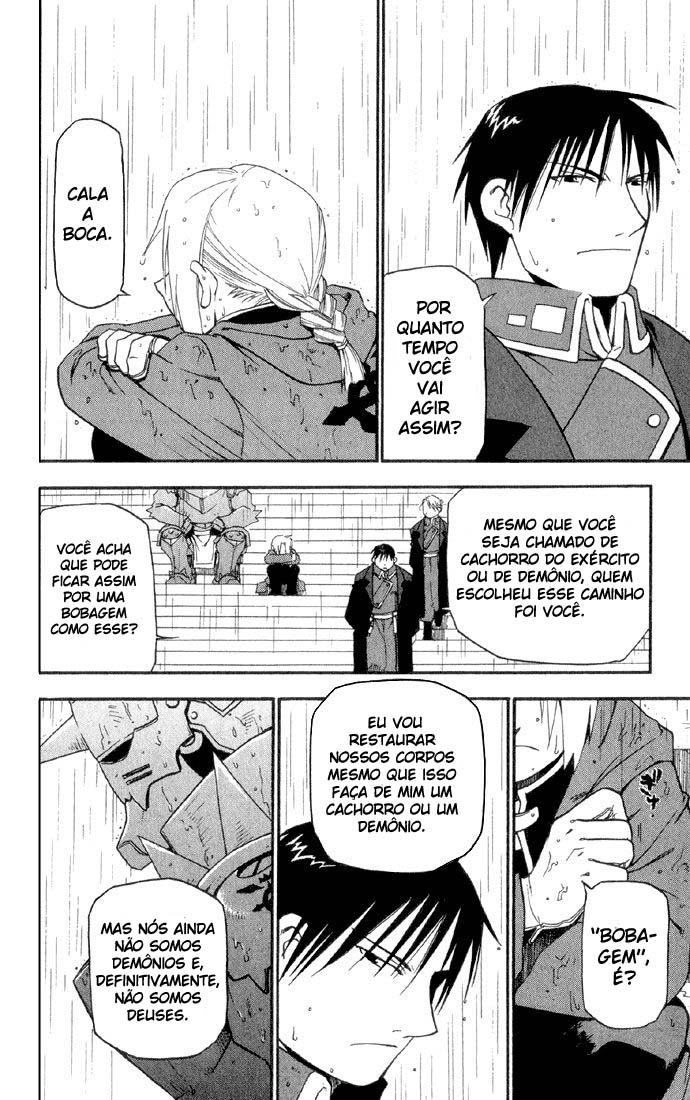 POR
QUANTO
TEMPO
VOCÊ
VAI
AGIR
ASSIM?
CALA
A
BOCA.
MESMO QUE VOCÊ
SEJA CHAMADO DE
CACHORRO DO EXÉRCITO
OU DE DEMÔNIO, QUEM
ESCOLHEU ESSE CAMINHO
FOI VOCÊ.
VOCÊ ACHA
QUE PODE
FICAR ASSIM
POR UMA
BOBAGEM
COMO ESSE?
"BOBA-
GEM",
É?
EU VOU
RESTAURAR
NOSSOS CORPOS
MESMO QUE ISSO
FAÇA DE MIM UM
CACHORRO OU UM
DEMÔNIO.
MAS NÓS AINDA
NÃO SOMOS
DEMÔNIOS E,
DEFINITIVAMENTE,
NÃO SOMOS
DEUSES.